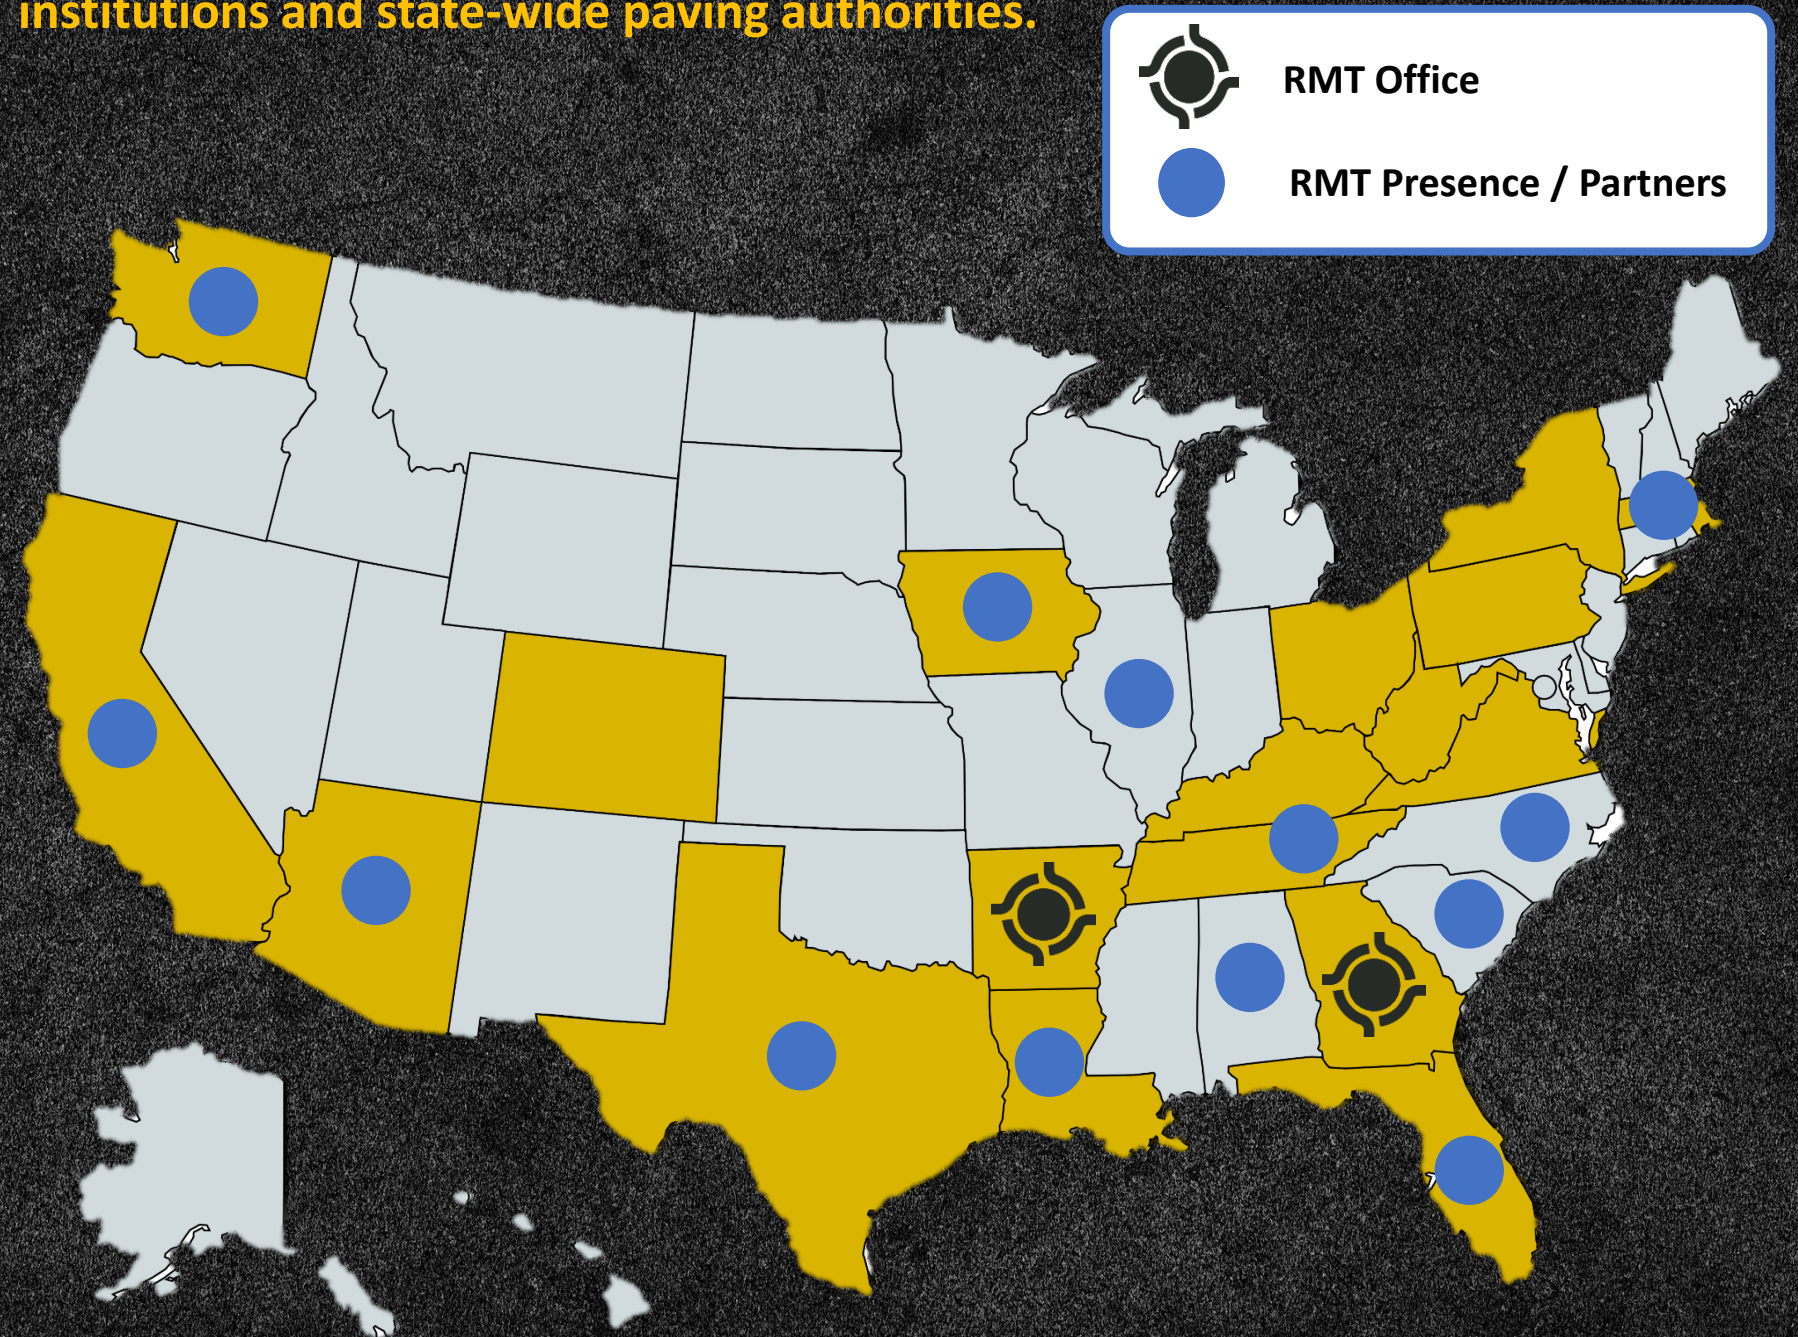 institutions and state-wide paving authorities.
RMT Office
RMT Presence / Partners